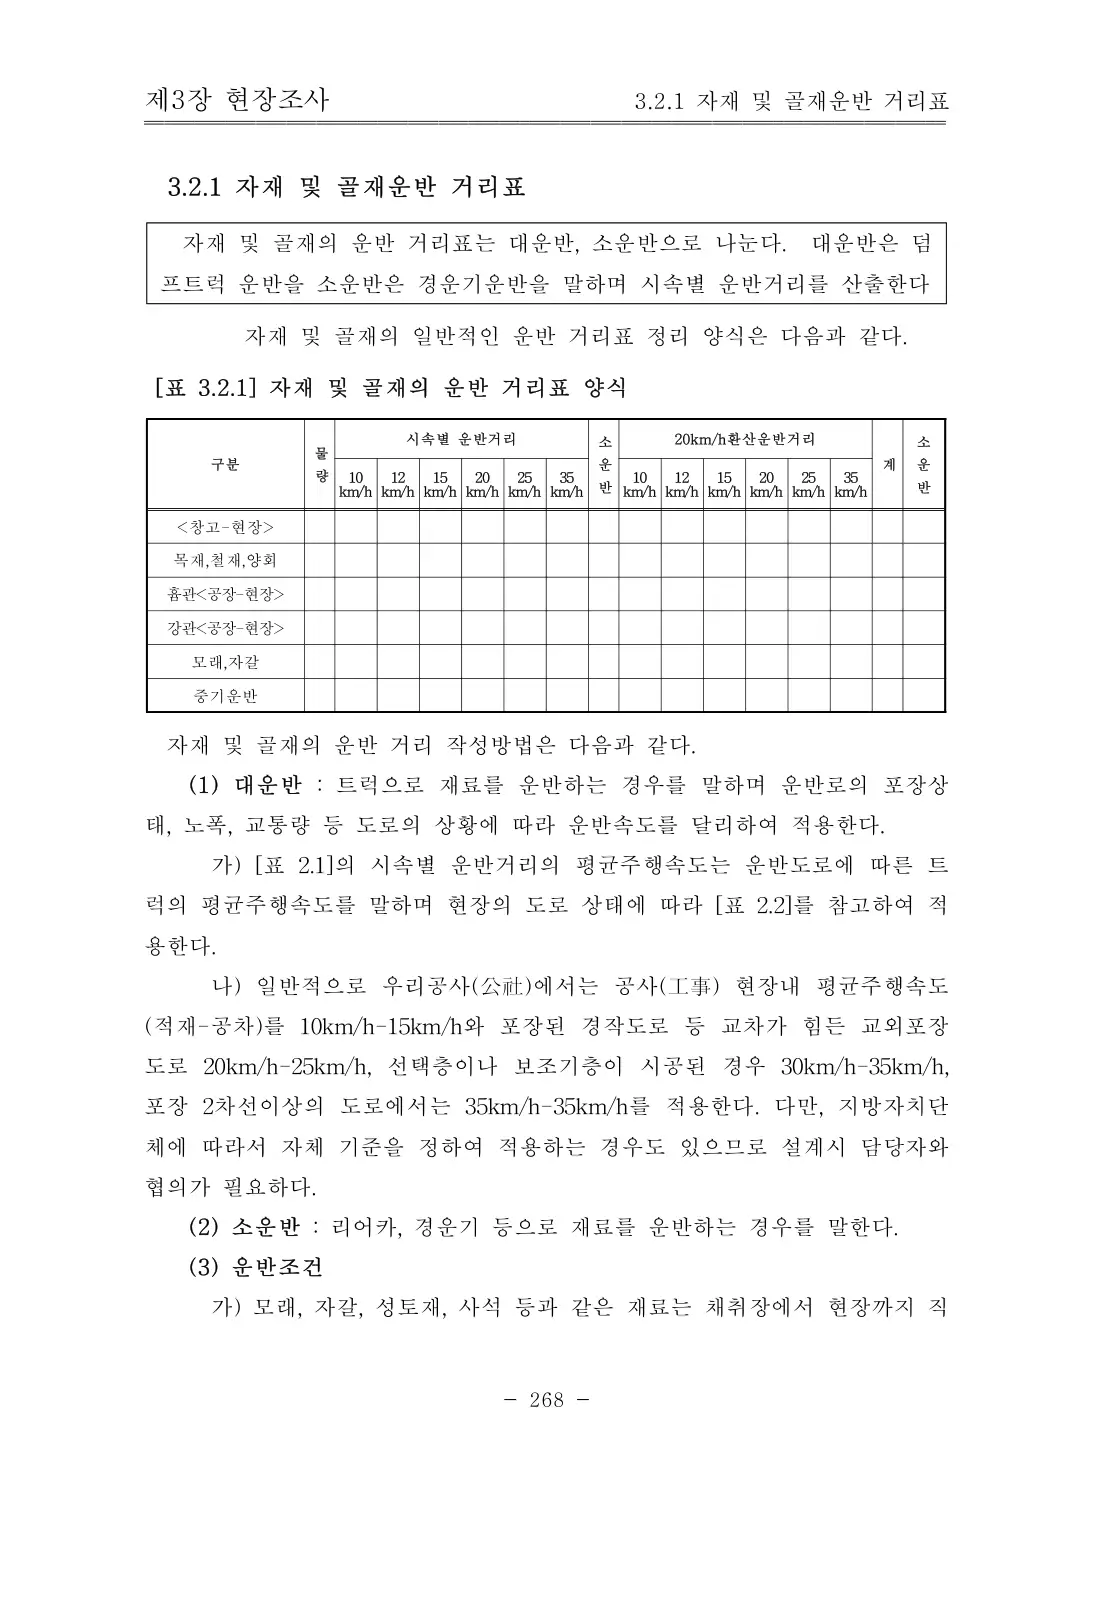 제3장 현장조사 3.2.1 자재 및 골재운반 거리표
3.2.1 자재 및 골재운반 거리표
자재 및 골재의 운반 거리표는 대운반, 소운반으로 나눈다. 대운반은 덤
프트럭 운반을 소운반은 경운기운반을 말하며 시속별 운반거리를 산출한다
자재 및 골재의 일반적인 운반 거리표 정리 양식은 다음과 같다.
[표 3.2.1] 자재 및 골재의 운반 거리표 양식
구분 물량 시속별 운반거리 소운반 20km/h환산운반거리 계 소운반
10 km/h 12 km/h 15 km/h 20 km/h 25 km/h 35 km/h 10 km/h 12 km/h 15 km/h 20 km/h 25 km/h 35 km/h
<창고-현장>
목재,철재,양회
흄관<공장-현장>
강관<공장-현장>
모래,자갈
중기운반
자재 및 골재의 운반 거리 작성방법은 다음과 같다.
(1) 대운반 : 트럭으로 재료를 운반하는 경우를 말하며 운반로의 포장상
태, 노폭, 교통량 등 도로의 상황에 따라 운반속도를 달리하여 적용한다.
가) [표 2.1]의 시속별 운반거리의 평균주행속도는 운반도로에 따른 트
럭의 평균주행속도를 말하며 현장의 도로 상태에 따라 [표 2.2]를 참고하여 적
용한다.
나) 일반적으로 우리공사(公社)에서는 공사(工事) 현장내 평균주행속도
(적재-공차)를 10km/h-15km/h와 포장된 경작도로 등 교차가 힘든 교외포장
도로 20km/h-25km/h, 선택층이나 보조기층이 시공된 경우 30km/h-35km/h,
포장 2차선이상의 도로에서는 35km/h-35km/h를 적용한다. 다만, 지방자치단
체에 따라서 자체 기준을 정하여 적용하는 경우도 있으므로 설계시 담당자와
협의가 필요하다.
(2) 소운반 : 리어카, 경운기 등으로 재료를 운반하는 경우를 말한다.
(3) 운반조건
가) 모래, 자갈, 성토재, 사석 등과 같은 재료는 채취장에서 현장까지 직
- 268 -